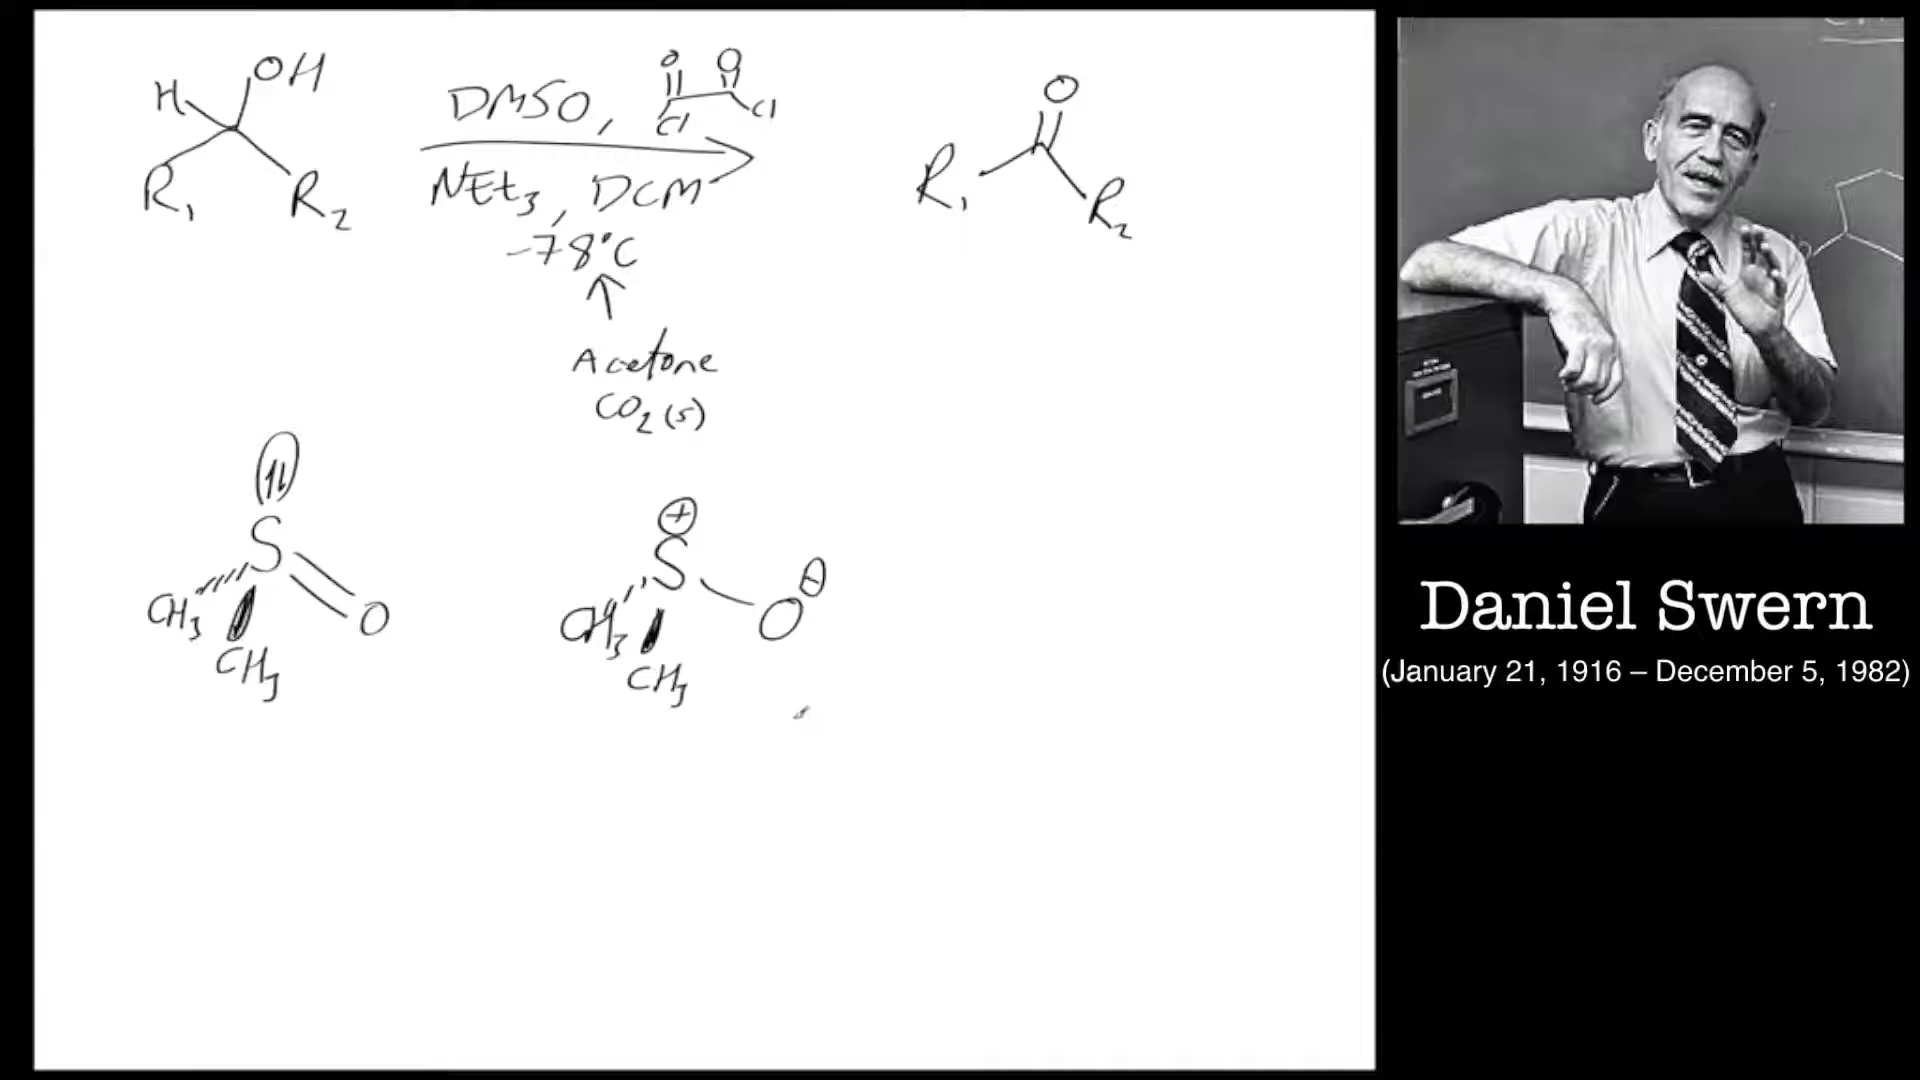 H OH
R1 R2
DMSO, O O
Cl Cl
NEt3, DCM
-78°C
↑
Acetone
CO2(s)
O
R1 R2
S
CH3 O
CH3
⊕
S ⊖
CH3 O
CH3
Daniel Swern
(January 21, 1916 – December 5, 1982)